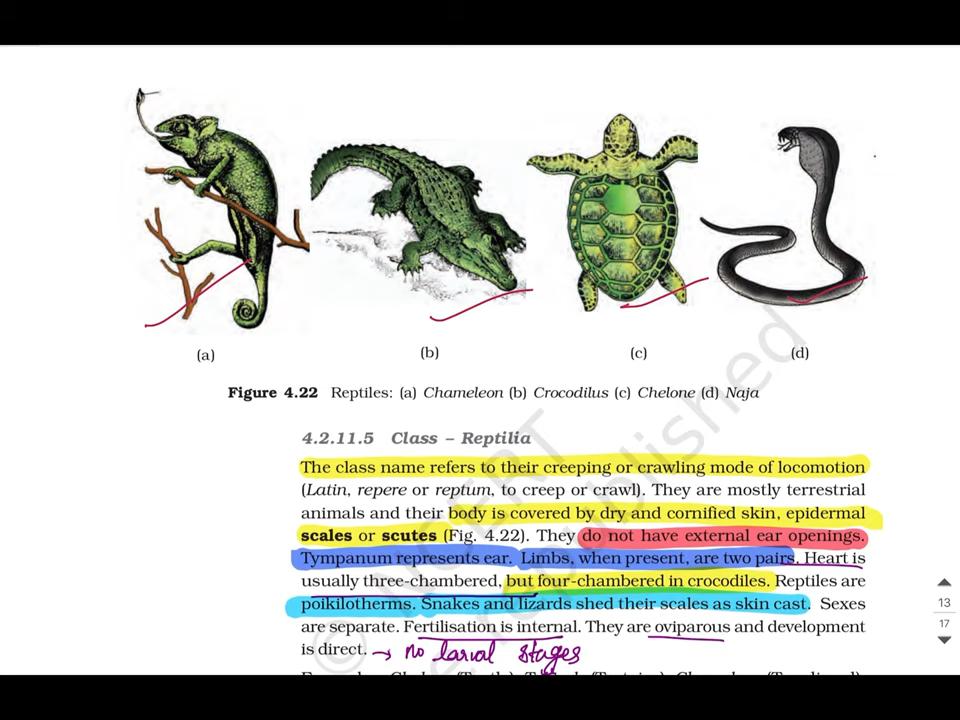 (a)
(b)
(c)
(d)
Figure 4.22 Reptiles: (a) Chameleon (b) Crocodilus (c) Chelone (d) Naja
4.2.11.5 Class – Reptilia
The class name refers to their creeping or crawling mode of locomotion
(Latin, repere or reptum, to creep or crawl). They are mostly terrestrial
animals and their body is covered by dry and cornified skin, epidermal
scales or scutes (Fig. 4.22). They do not have external ear openings.
Tympanum represents ear. Limbs, when present, are two pairs. Heart is
usually three-chambered, but four-chambered in crocodiles. Reptiles are
poikilotherms. Snakes and lizards shed their scales as skin cast. Sexes
are separate. Fertilisation is internal. They are oviparous and development
is direct. → no larval stages
13
17
© NCERT